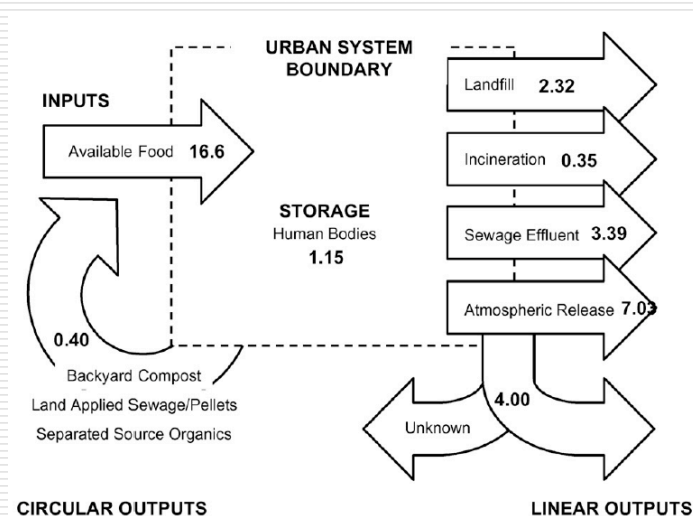 URBAN SYSTEM
BOUNDARY
INPUTS
Available Food 16.6
STORAGE
Human Bodies
1.15
Landfill 2.32
Incineration 0.35
Sewage Effluent 3.39
Atmospheric Release 7.03
0.40
Backyard Compost
Land Applied Sewage/Pellets
Separated Source Organics
4.00
Unknown
CIRCULAR OUTPUTS
LINEAR OUTPUTS